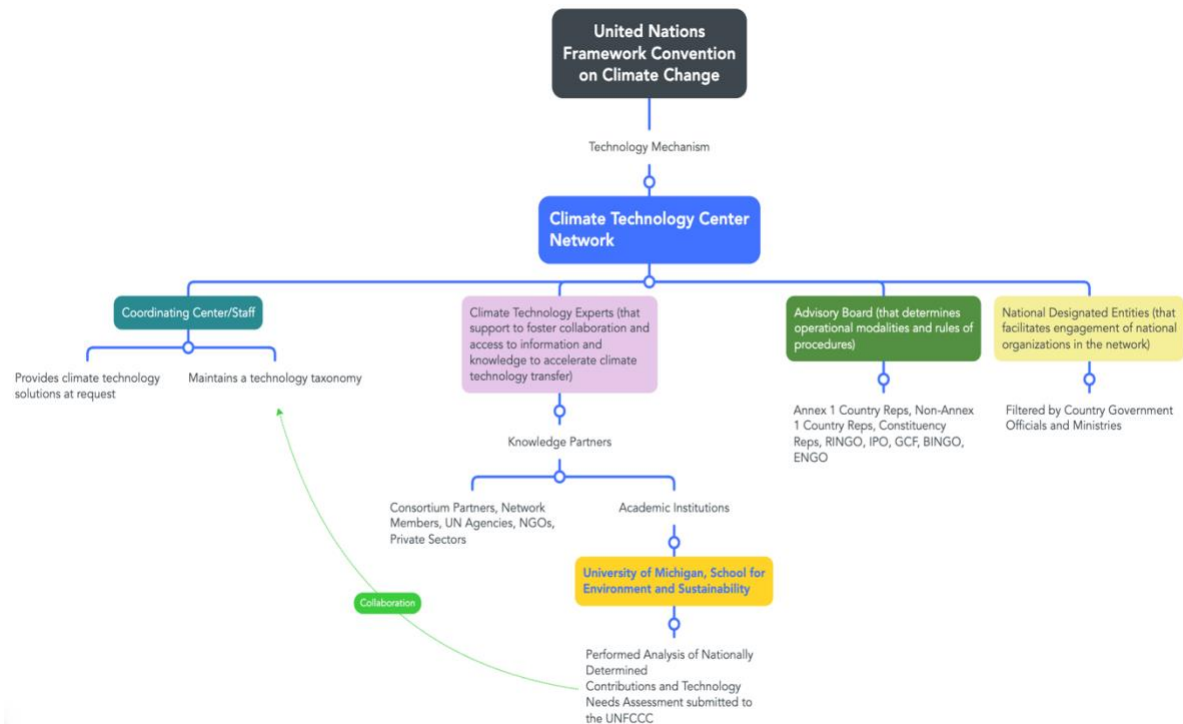 United Nations
Framework Convention
on Climate Change
Technology Mechanism
Climate Technology Center
Network
Coordinating Center/Staff
Provides climate technology
solutions at request
Maintains a technology taxonomy
Climate Technology Experts (that
support to foster collaboration and
access to information and
knowledge to accelerate climate
technology transfer)
Knowledge Partners
Consortium Partners, Network
Members, UN Agencies, NGOs,
Private Sectors
Academic Institutions
University of Michigan, School for
Environment and Sustainability
Performed Analysis of Nationally
Determined
Contributions and Technology
Needs Assessment submitted to
the UNFCCC
Collaboration
Advisory Board (that determines
operational modalities and rules of
procedures)
Annex 1 Country Reps, Non-Annex
1 Country Reps, Constituency
Reps, RINGO, IPO, GCF, BINGO,
ENGO
National Designated Entities (that
facilitates engagement of national
organizations in the network)
Filtered by Country Government
Officials and Ministries